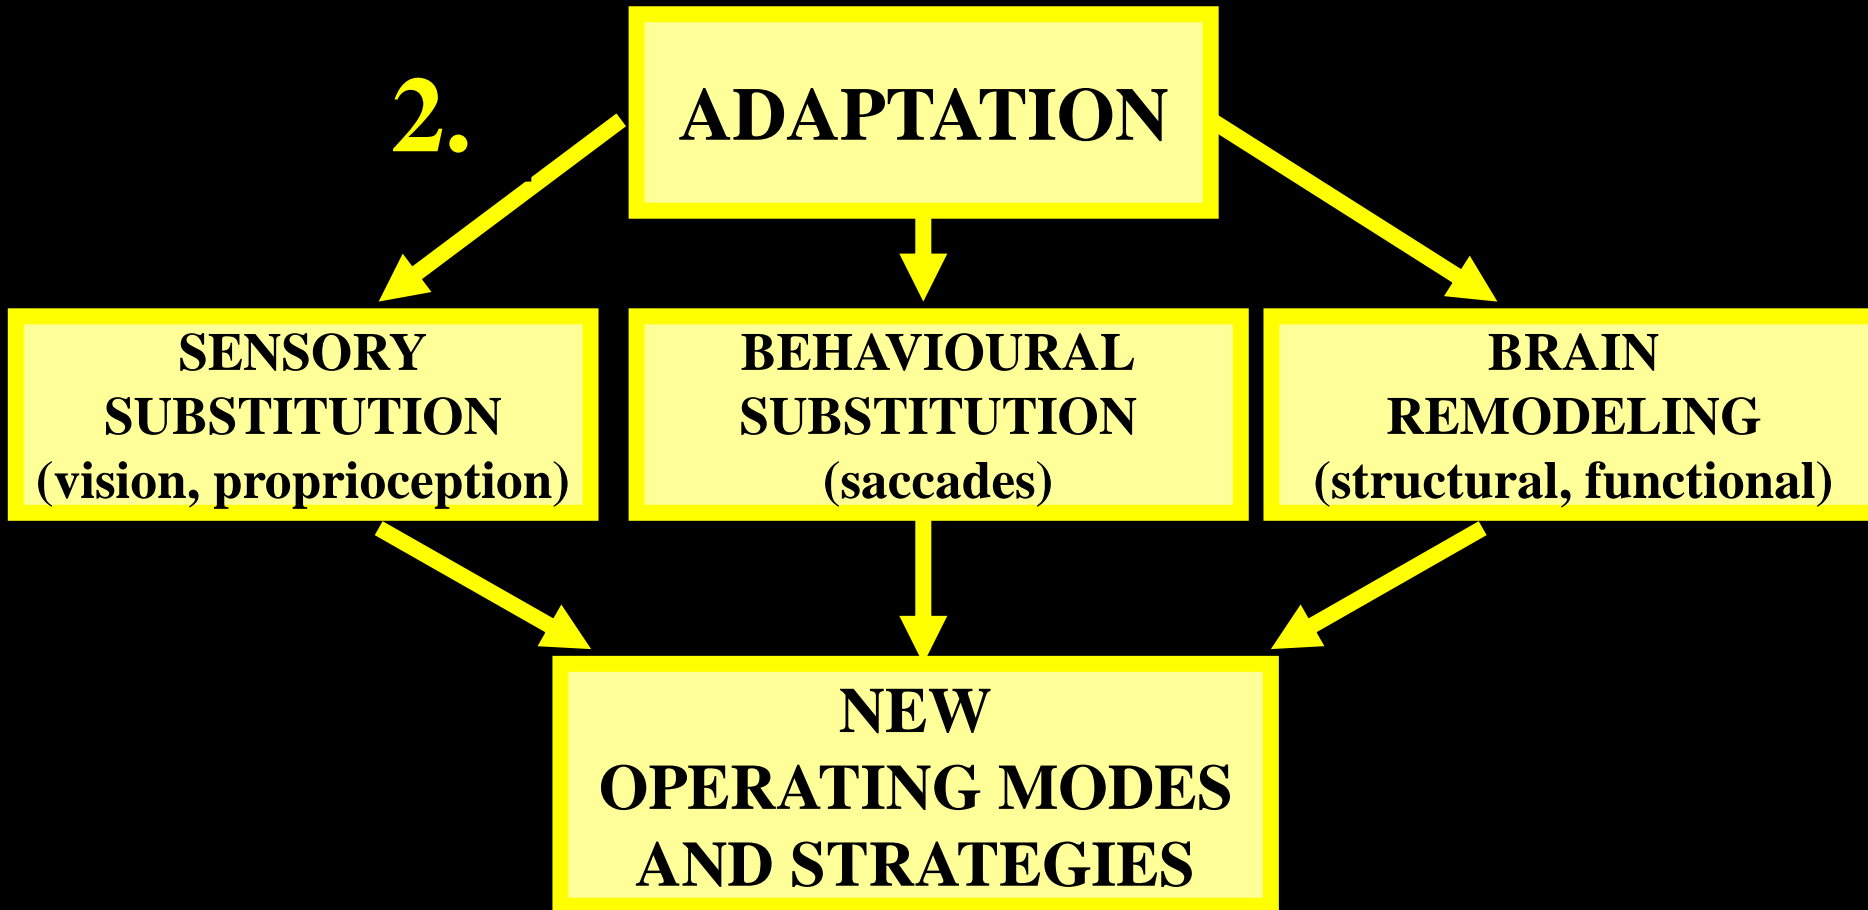 2.
ADAPTATION
SENSORY
SUBSTITUTION
(vision, proprioception)
BEHAVIOURAL
SUBSTITUTION
(saccades)
BRAIN
REMODELING
(structural, functional)
NEW
OPERATING MODES
AND STRATEGIES